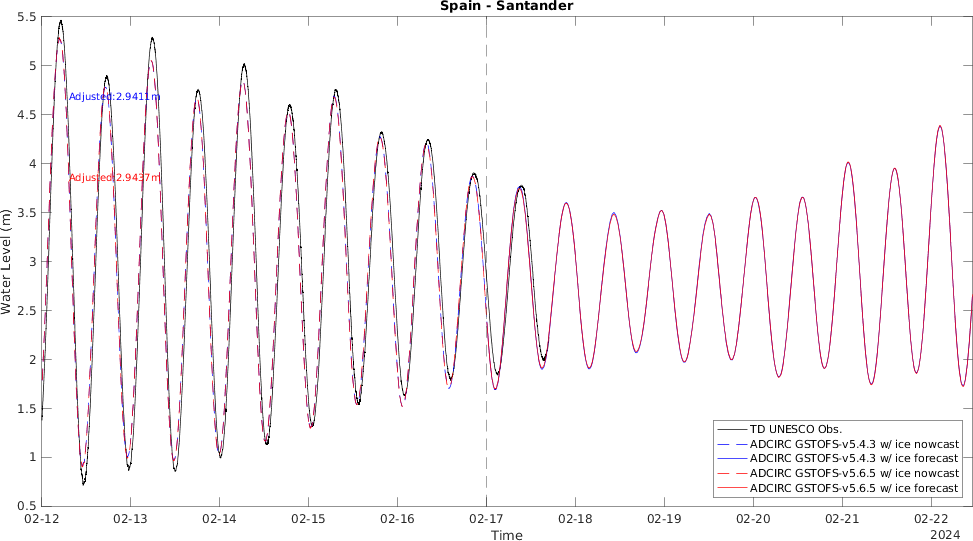 Spain - Santander
5.5
5
4.5
4
3.5
3
2.5
2
1.5
1
0.5
Water Level (m)
Adjusted:2.9411m
Adjusted:2.9437m
TD UNESCO Obs.
ADCIRC GSTOFS-v5.4.3 w/ ice nowcast
ADCIRC GSTOFS-v5.4.3 w/ ice forecast
ADCIRC GSTOFS-v5.6.5 w/ ice nowcast
ADCIRC GSTOFS-v5.6.5 w/ ice forecast
02-12 02-13 02-14 02-15 02-16 02-17 02-18 02-19 02-20 02-21 02-22
Time
2024